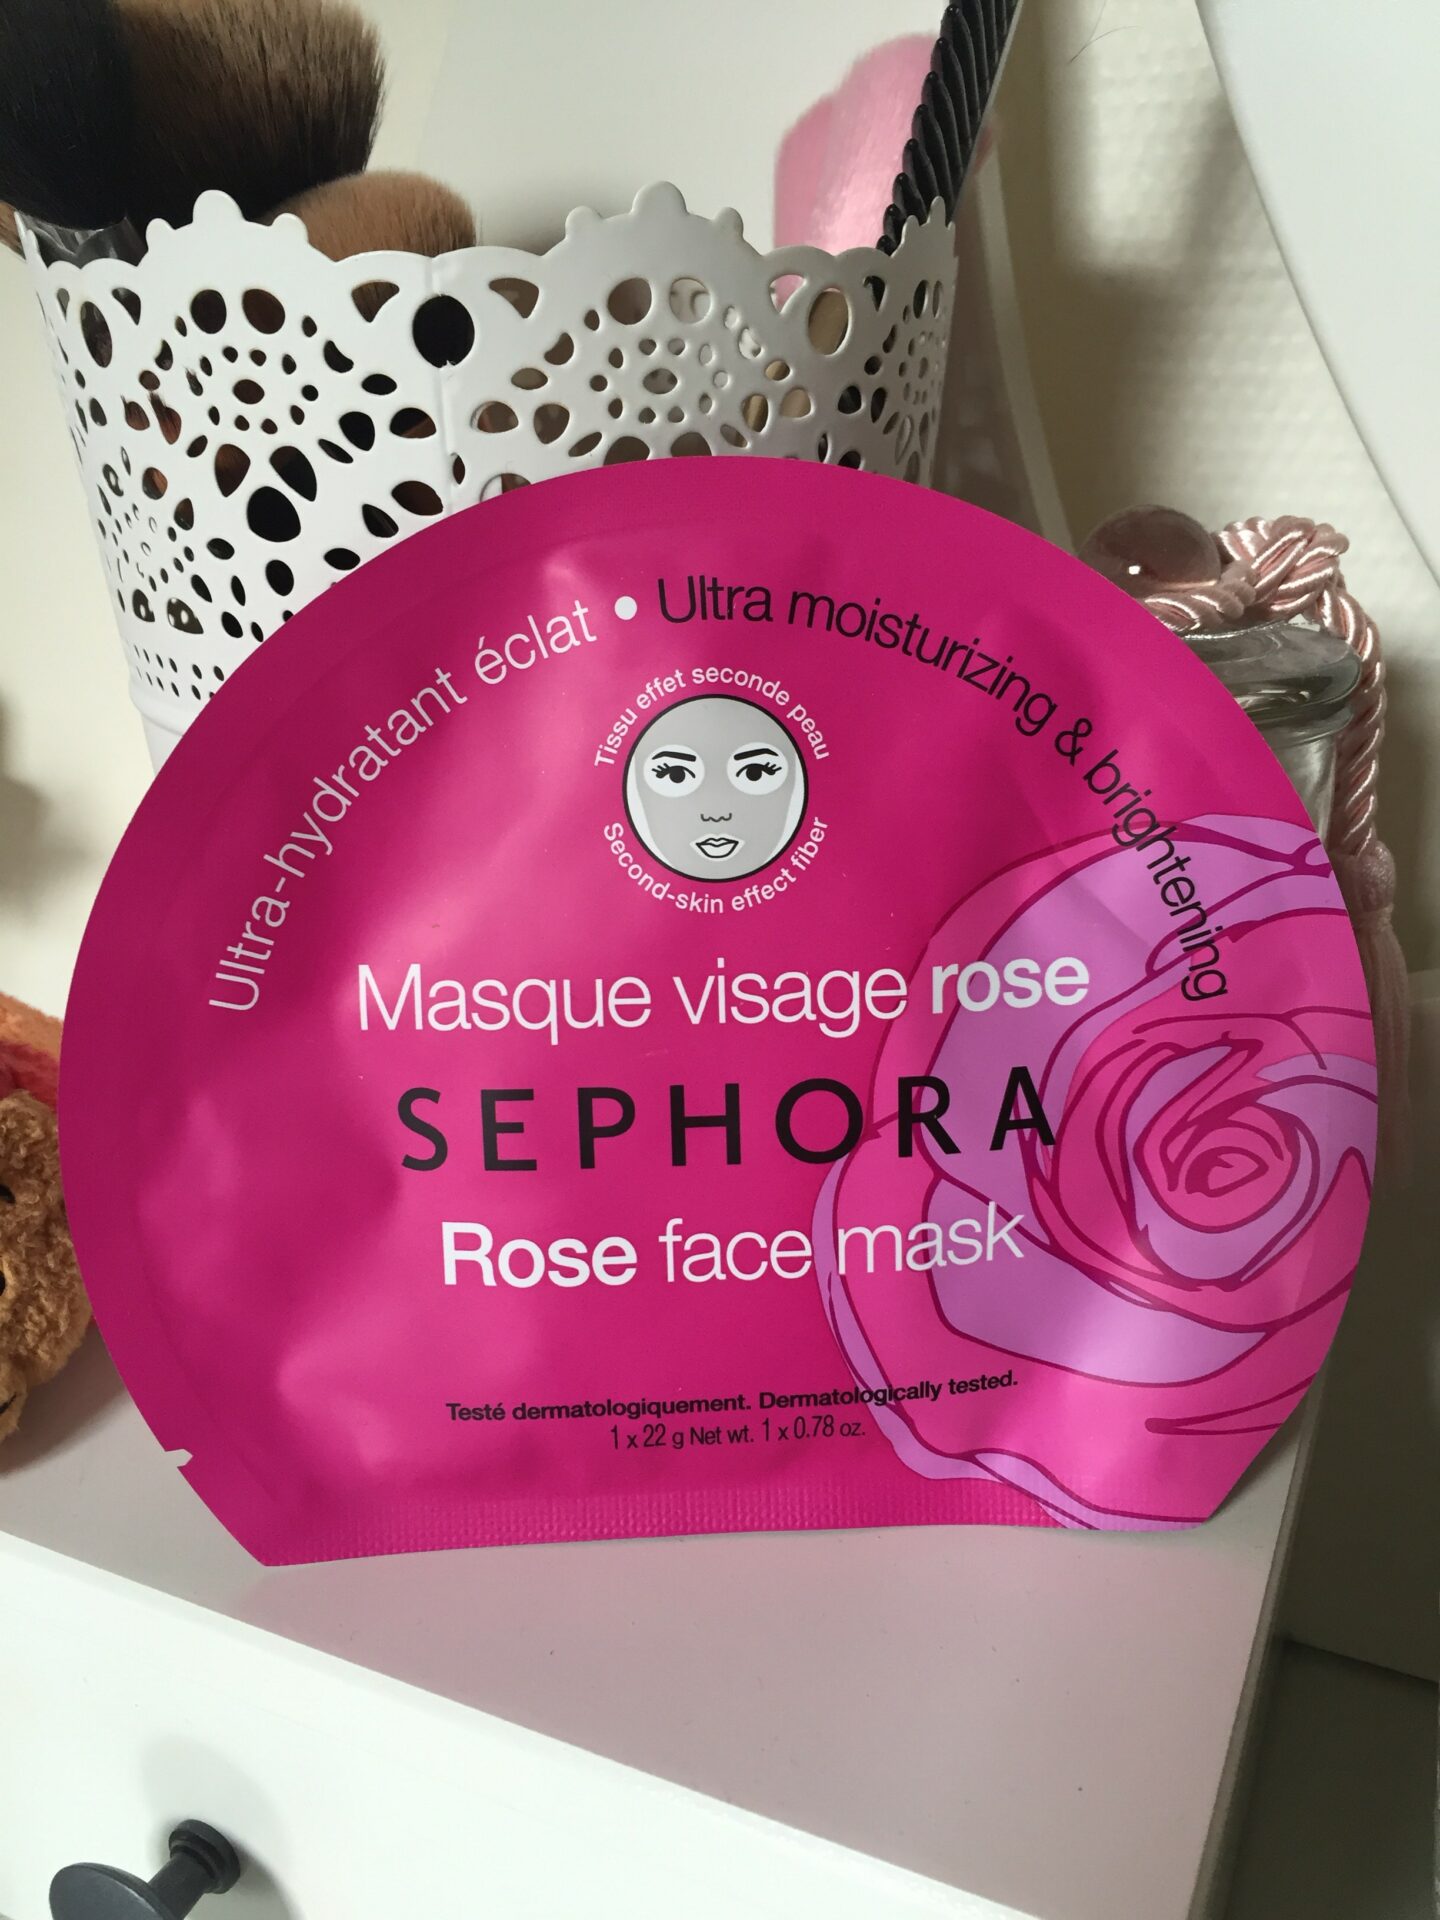 Ultra-hydratant éclat • Ultra moisturizing & brightening
Tissu effet seconde peau
Second-skin effect fiber
Masque visage rose
SEPHORA
Rose face mask
Testé dermatologiquement. Dermatologically tested.
1 x 22 g Net wt. 1 x 0.78 oz.